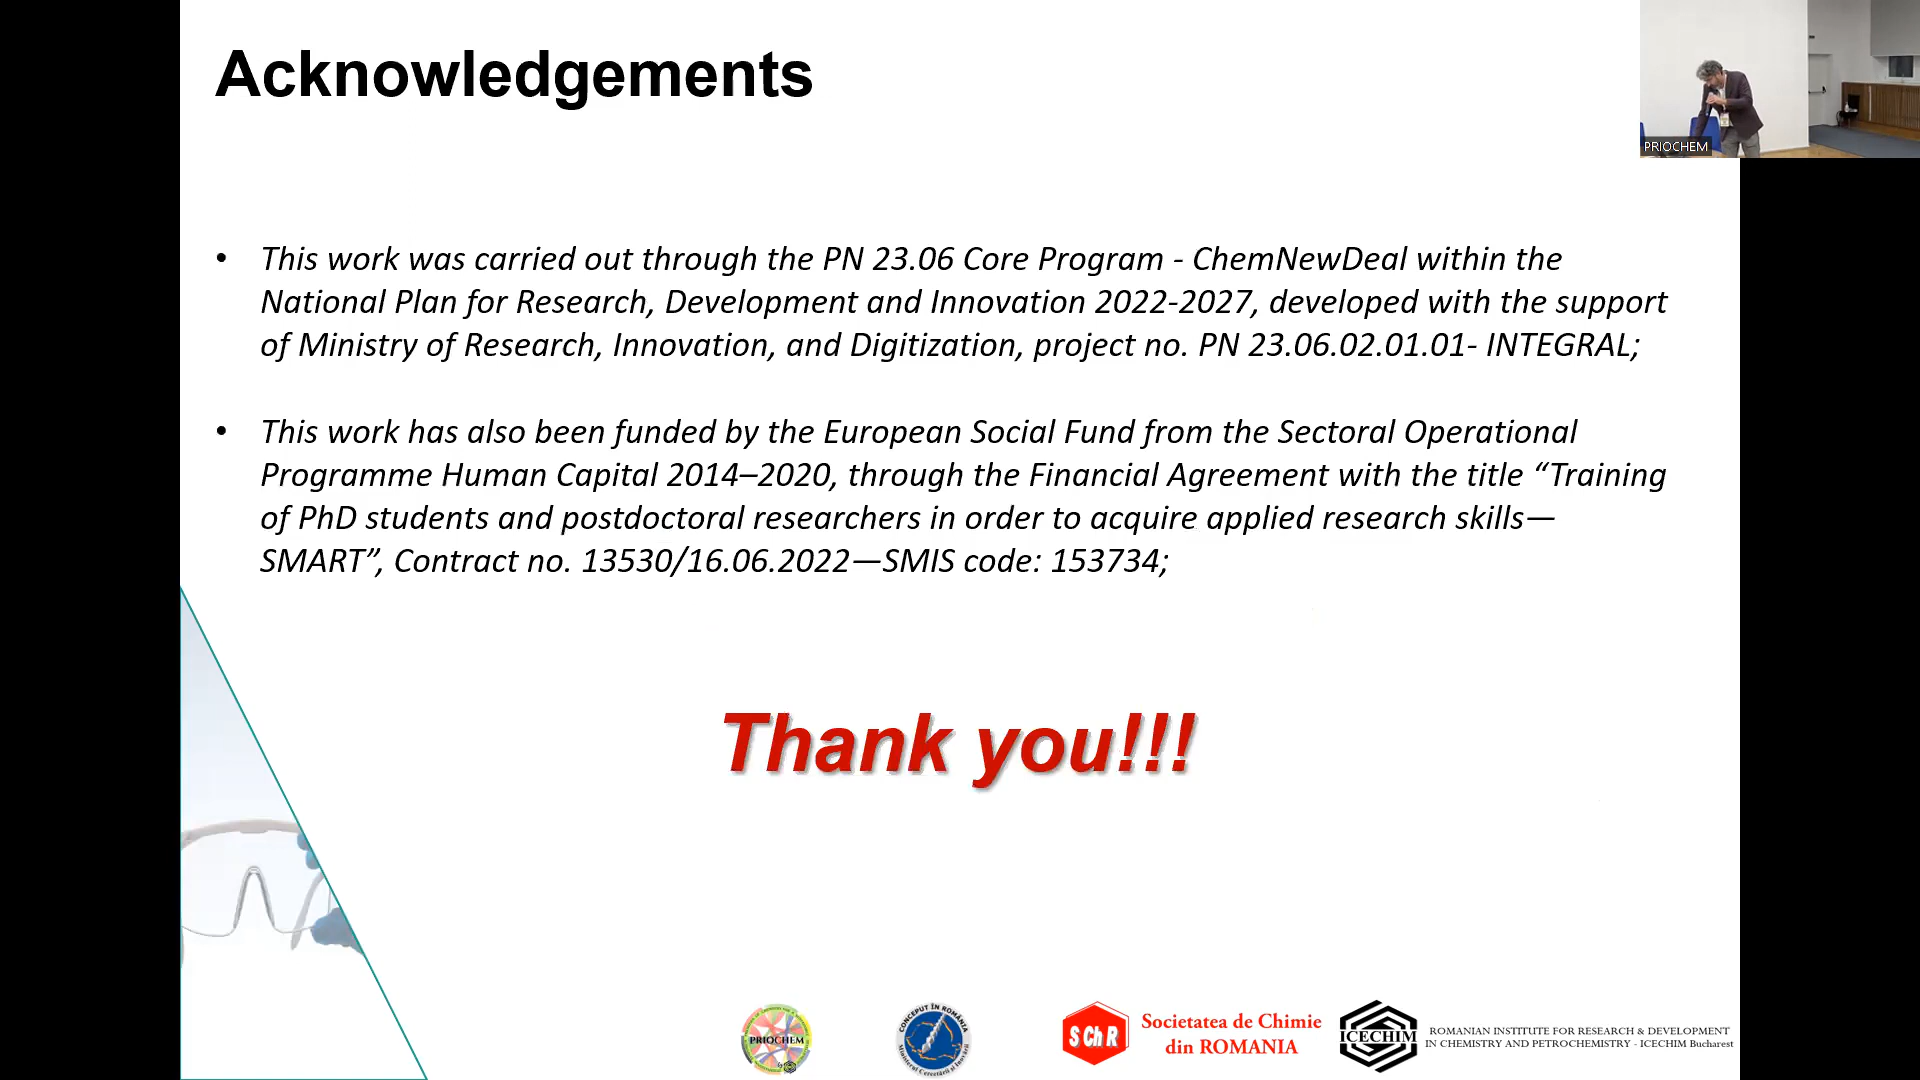 Acknowledgements
PRIOCHEM
• This work was carried out through the PN 23.06 Core Program - ChemNewDeal within the
National Plan for Research, Development and Innovation 2022-2027, developed with the support
of Ministry of Research, Innovation, and Digitization, project no. PN 23.06.02.01.01- INTEGRAL;
• This work has also been funded by the European Social Fund from the Sectoral Operational
Programme Human Capital 2014–2020, through the Financial Agreement with the title “Training
of PhD students and postdoctoral researchers in order to acquire applied research skills—
SMART”, Contract no. 13530/16.06.2022—SMIS code: 153734;
Thank you!!!
PRIOCHEM
CONCEPUT ÎN ROMÂNIA
S Ch R
Societatea de Chimie
din ROMANIA
ICECHIM
ROMANIAN INSTITUTE FOR RESEARCH & DEVELOPMENT
IN CHEMISTRY AND PETROCHEMISTRY - ICECHIM Bucharest